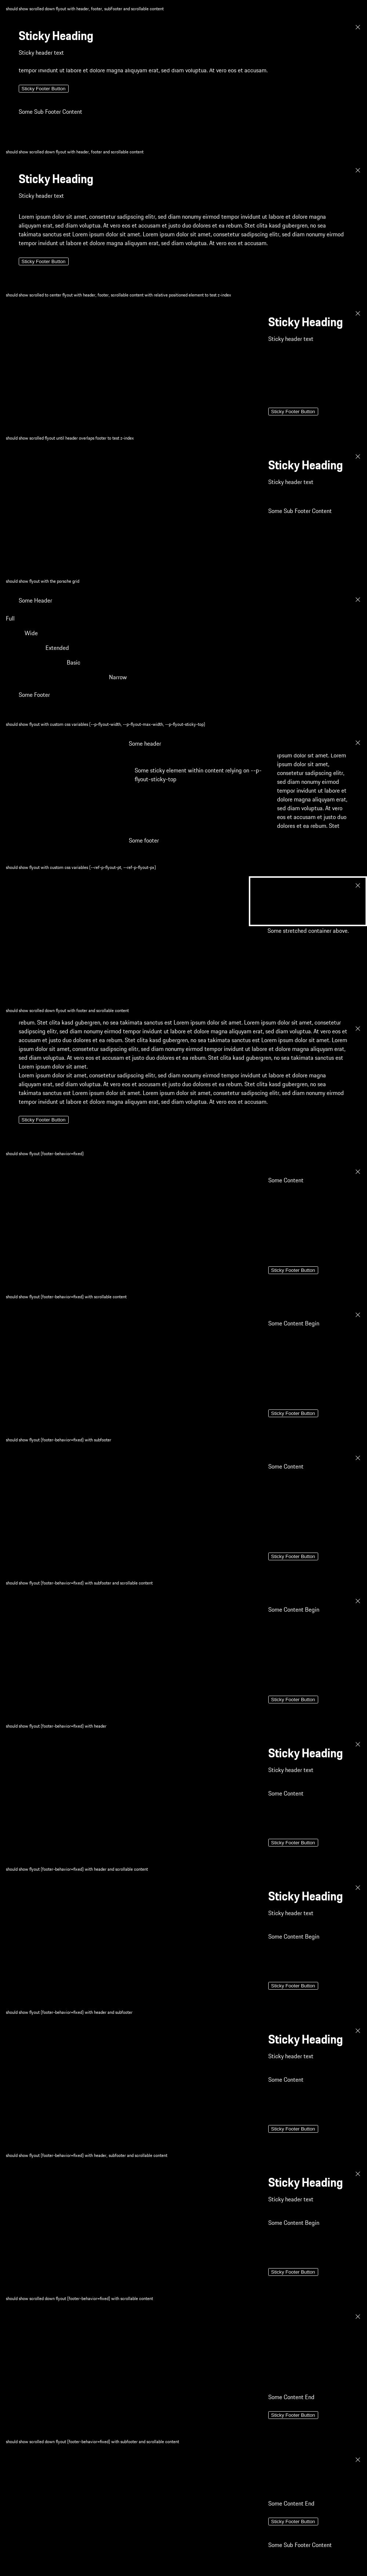 should show scrolled down flyout with header, footer, subFooter and scrollable content
Sticky Heading
Sticky header text
tempor invidunt ut labore et dolore magna aliquyam erat, sed diam voluptua. At vero eos et accusam.
Sticky Footer Button
Some Sub Footer Content
should show scrolled down flyout with header, footer and scrollable content
Sticky Heading
Sticky header text
Lorem ipsum dolor sit amet, consetetur sadipscing elitr, sed diam nonumy eirmod tempor invidunt ut labore et dolore magna
aliquyam erat, sed diam voluptua. At vero eos et accusam et justo duo dolores et ea rebum. Stet clita kasd gubergren, no sea
takimata sanctus est Lorem ipsum dolor sit amet. Lorem ipsum dolor sit amet, consetetur sadipscing elitr, sed diam nonumy eirmod
tempor invidunt ut labore et dolore magna aliquyam erat, sed diam voluptua. At vero eos et accusam.
Sticky Footer Button
should show scrolled to center flyout with header, footer, scrollable content with relative positioned element to test z-index
Sticky Heading
Sticky header text
Sticky Footer Button
should show scrolled flyout until header overlaps footer to test z-index
Sticky Heading
Sticky header text
Some Sub Footer Content
should show flyout with the porsche grid
Some Header
Full
Wide
Extended
Basic
Narrow
Some Footer
should show flyout with custom css variables (--p-flyout-width, --p-flyout-max-width, --p-flyout-sticky-top)
Some header
Some sticky element within content relying on --p-
flyout-sticky-top
ipsum dolor sit amet. Lorem
ipsum dolor sit amet,
consetetur sadipscing elitr,
sed diam nonumy eirmod
tempor invidunt ut labore et
dolore magna aliquyam erat,
sed diam voluptua. At vero
eos et accusam et justo duo
dolores et ea rebum. Stet
Some footer
should show flyout with custom css variables (--ref-p-flyout-pt, --ref-p-flyout-px)
Some stretched container above.
should show scrolled down flyout with footer and scrollable content
rebum. Stet clita kasd gubergren, no sea takimata sanctus est Lorem ipsum dolor sit amet. Lorem ipsum dolor sit amet, consetetur
sadipscing elitr, sed diam nonumy eirmod tempor invidunt ut labore et dolore magna aliquyam erat, sed diam voluptua. At vero eos et
accusam et justo duo dolores et ea rebum. Stet clita kasd gubergren, no sea takimata sanctus est Lorem ipsum dolor sit amet. Lorem
ipsum dolor sit amet, consetetur sadipscing elitr, sed diam nonumy eirmod tempor invidunt ut labore et dolore magna aliquyam erat,
sed diam voluptua. At vero eos et accusam et justo duo dolores et ea rebum. Stet clita kasd gubergren, no sea takimata sanctus est
Lorem ipsum dolor sit amet.
Lorem ipsum dolor sit amet, consetetur sadipscing elitr, sed diam nonumy eirmod tempor invidunt ut labore et dolore magna
aliquyam erat, sed diam voluptua. At vero eos et accusam et justo duo dolores et ea rebum. Stet clita kasd gubergren, no sea
takimata sanctus est Lorem ipsum dolor sit amet. Lorem ipsum dolor sit amet, consetetur sadipscing elitr, sed diam nonumy eirmod
tempor invidunt ut labore et dolore magna aliquyam erat, sed diam voluptua. At vero eos et accusam.
Sticky Footer Button
should show flyout (footer-behavior=fixed)
Some Content
Sticky Footer Button
should show flyout (footer-behavior=fixed) with scrollable content
Some Content Begin
Sticky Footer Button
should show flyout (footer-behavior=fixed) with subfooter
Some Content
Sticky Footer Button
should show flyout (footer-behavior=fixed) with subfooter and scrollable content
Some Content Begin
Sticky Footer Button
should show flyout (footer-behavior=fixed) with header
Sticky Heading
Sticky header text
Some Content
Sticky Footer Button
should show flyout (footer-behavior=fixed) with header and scrollable content
Sticky Heading
Sticky header text
Some Content Begin
Sticky Footer Button
should show flyout (footer-behavior=fixed) with header and subfooter
Sticky Heading
Sticky header text
Some Content
Sticky Footer Button
should show flyout (footer-behavior=fixed) with header, subfooter and scrollable content
Sticky Heading
Sticky header text
Some Content Begin
Sticky Footer Button
should show scrolled down flyout (footer-behavior=fixed) with scrollable content
Some Content End
Sticky Footer Button
should show scrolled down flyout (footer-behavior=fixed) with subfooter and scrollable content
Some Content End
Sticky Footer Button
Some Sub Footer Content